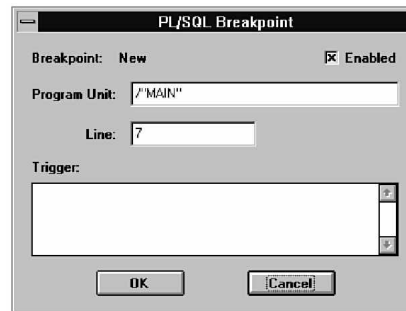 PL/SQL Breakpoint
Breakpoint: New Enabled
Program Unit: /"MAIN"
Line: 7
Trigger:
OK Cancel